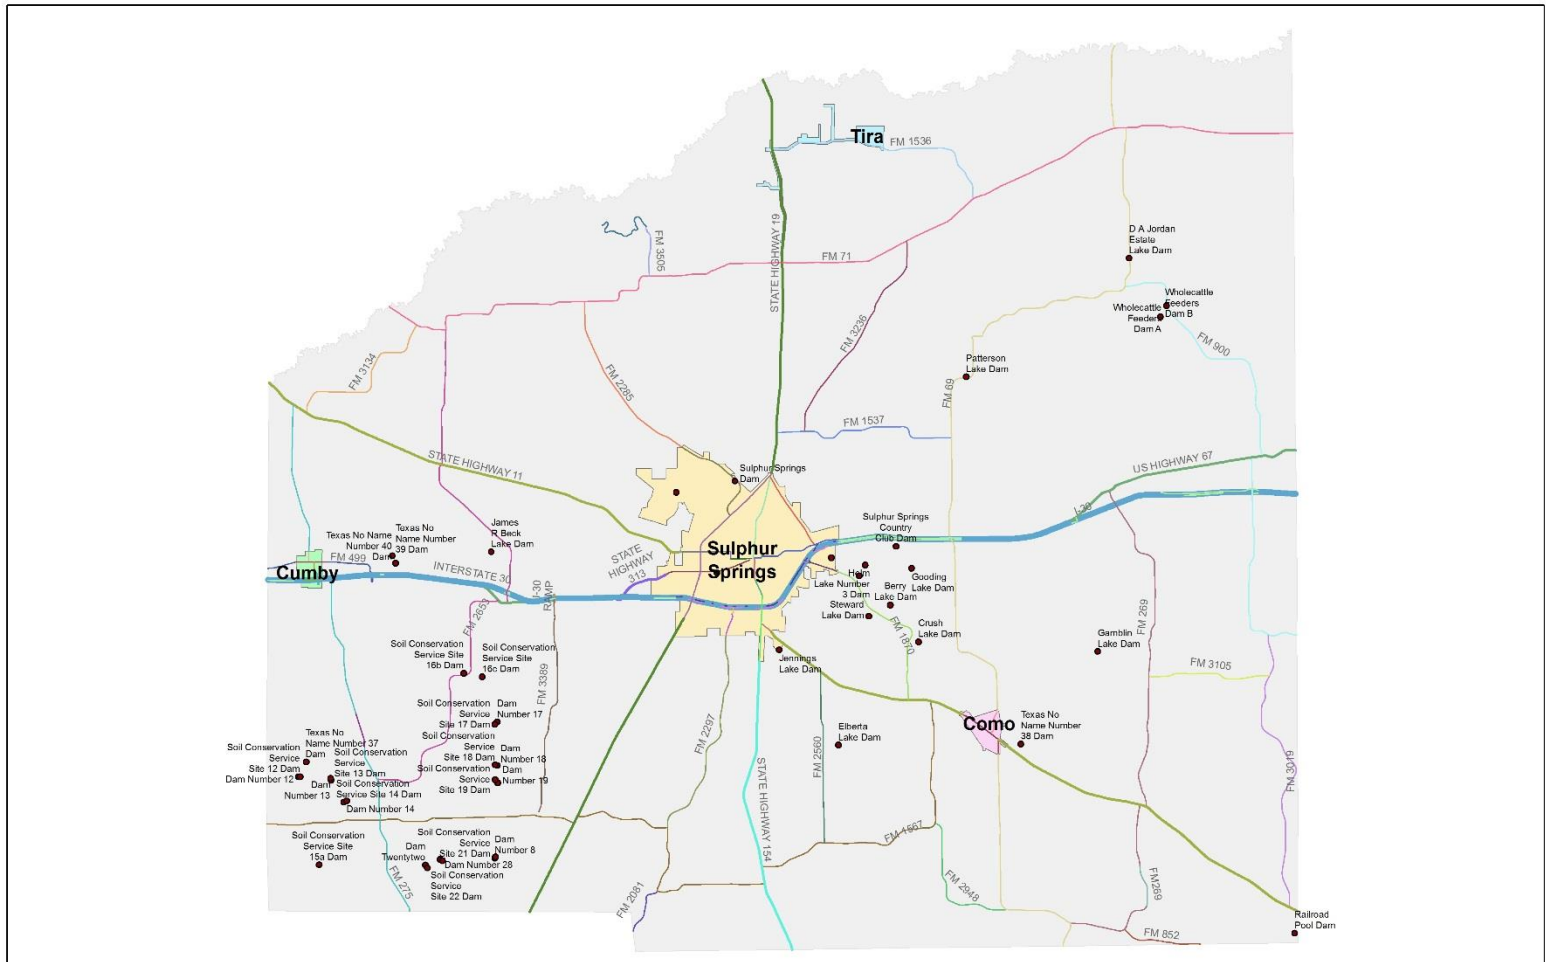 Tira
FM 1536
STATE HIGHWAY 19
FM 3505
FM 71
D A Jordan
Estate
Lake Dam
Wholecattle
Feeders
Dam B
Wholecattle
Feeders
Dam A
FM 900
FM 3236
FM 3134
FM 2285
Patterson
Lake Dam
FM 69
FM 1537
STATE HIGHWAY 11
US HIGHWAY 67
Sulphur Springs
Dam
I-30
Sulphur Springs
Country
Club Dam
Texas No Name
Number 40
Dam
Texas No
Name Number
39 Dam
James
R Beck
Lake Dam
FM 499
Cumby
INTERSTATE 30
STATE
HIGHWAY
313
I-30
RAMP
Sulphur
Springs
Holm
Lake Number
3 Dam
Steward
Lake Dam
Berry
Lake Dam
Gooding
Lake Dam
FM 2653
FM 1870
Crush
Lake Dam
FM 269
Gamblin
Lake Dam
Soil Conservation
Service Site
16b Dam
Soil Conservation
Service Site
16c Dam
Jennings
Lake Dam
FM 3105
FM 3389
Soil Conservation
Service
Site 17 Dam
Dam
Number 17
FM 2297
Elberta
Lake Dam
FM 2560
Como
Texas No
Name Number
38 Dam
Texas No
Name Number 37
Dam
Soil Conservation
Service
Site 12 Dam
Dam Number 12
Soil Conservation
Service
Site 13 Dam
Dam
Number 13
Soil Conservation
Service Site 14 Dam
Dam Number 14
Soil Conservation
Service
Site 18 Dam
Dam
Number 18
Soil Conservation
Service
Site 19 Dam
Dam
Number 19
STATE HIGHWAY 154
FM 3019
FM 1567
Soil Conservation
Service Site
15a Dam
Dam
Twentytwo
Soil Conservation
Service
Site 21 Dam
Dam
Number 8
Dam Number 28
Soil Conservation
Service
Site 22 Dam
FM 275
FM 2081
FM 2948
FM269
FM 852
Railroad
Pool Dam